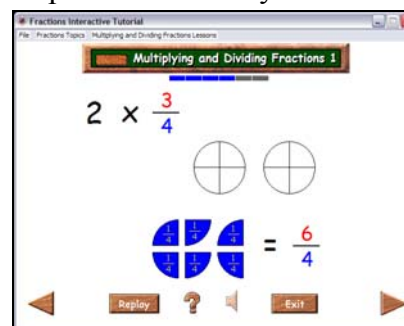 Fractions Interactive Tutorial
File Fractions Topics Multiplying and Dividing Fractions Lessons
Multiplying and Dividing Fractions 1
2 × 3/4
1/4 1/4 1/4
1/4 1/4 1/4
= 6/4
Replay ? Exit